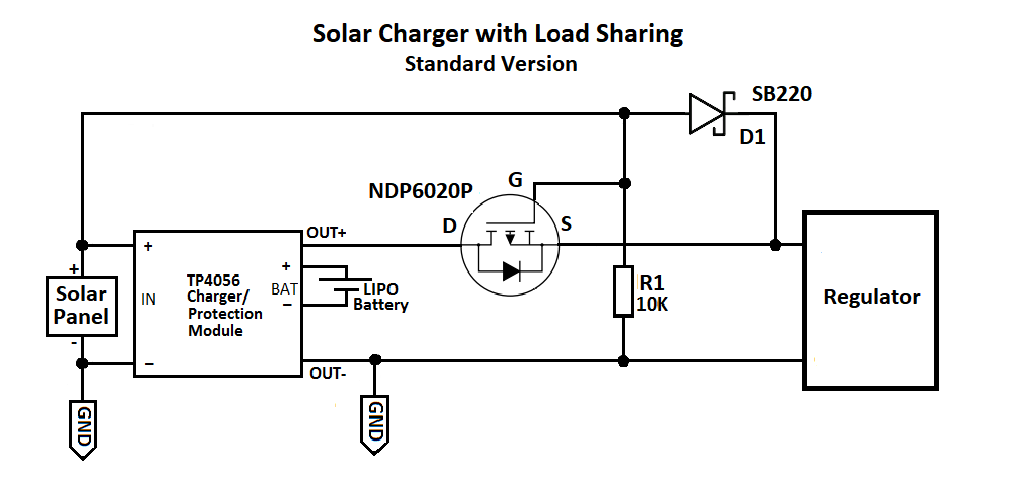 Solar Charger with Load Sharing
Standard Version
SB220
D1
G
NDP6020P
D
S
OUT+
+
+
+
TP4056
Charger/
Protection
Module
IN
BAT
−
LIPO
Battery
Solar
Panel
-
−
OUT-
R1
10K
Regulator
GND
GND